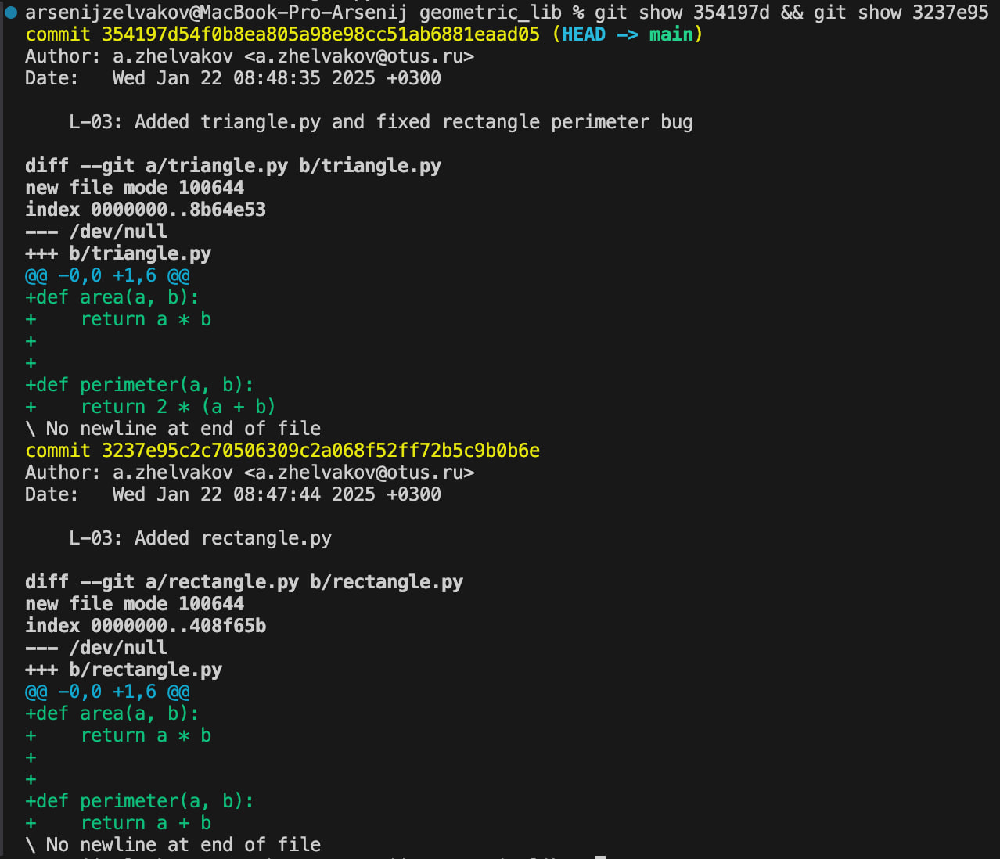 arsenijzelvakov@MacBook-Pro-Arsenij geometric_lib % git show 354197d && git show 3237e95
commit 354197d54f0b8ea805a98e98cc51ab6881eaad05 (HEAD -> main)
Author: a.zhelvakov <a.zhelvakov@otus.ru>
Date:   Wed Jan 22 08:48:35 2025 +0300

    L-03: Added triangle.py and fixed rectangle perimeter bug

diff --git a/triangle.py b/triangle.py
new file mode 100644
index 0000000..8b64e53
--- /dev/null
+++ b/triangle.py
@@ -0,0 +1,6 @@
+def area(a, b):
+    return a * b
+
+
+def perimeter(a, b):
+    return 2 * (a + b)
\ No newline at end of file
commit 3237e95c2c70506309c2a068f52ff72b5c9b0b6e
Author: a.zhelvakov <a.zhelvakov@otus.ru>
Date:   Wed Jan 22 08:47:44 2025 +0300

    L-03: Added rectangle.py

diff --git a/rectangle.py b/rectangle.py
new file mode 100644
index 0000000..408f65b
--- /dev/null
+++ b/rectangle.py
@@ -0,0 +1,6 @@
+def area(a, b):
+    return a * b
+
+
+def perimeter(a, b):
+    return a + b
\ No newline at end of file